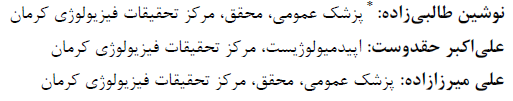 نوشین طالبی‌زاده: * پزشک عمومی، محقق، مرکز تحقیقات فیزیولوژی کرمان
علی‌اکبر حقدوست: اپیدمیولوژیست، مرکز تحقیقات فیزیولوژی کرمان
علی میرزازاده: پزشک عمومی، محقق، مرکز تحقیقات فیزیولوژی کرمان